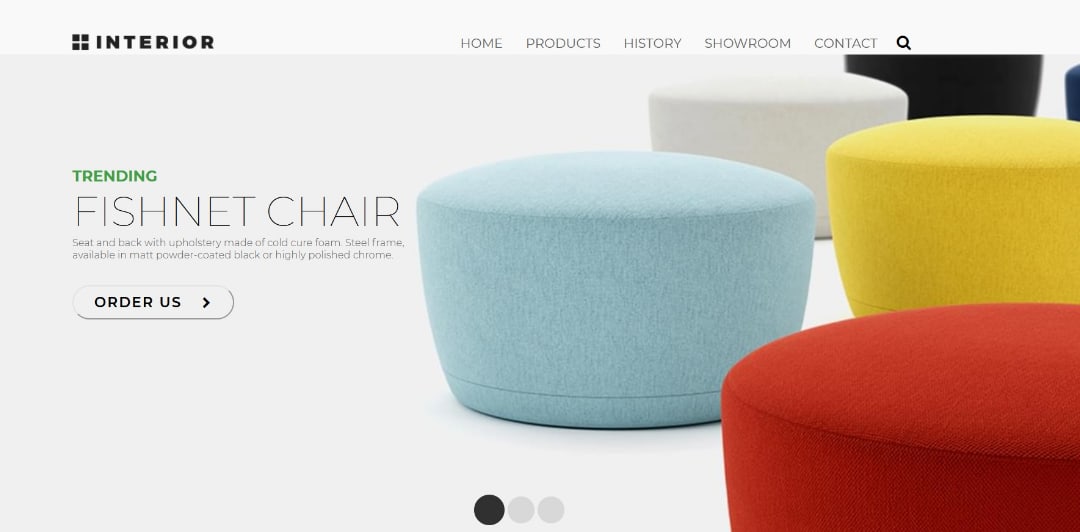 INTERIOR
HOME PRODUCTS HISTORY SHOWROOM CONTACT
TRENDING
FISHNET CHAIR
Seat and back with upholstery made of cold cure foam. Steel frame,
available in matt powder-coated black or highly polished chrome.
ORDER US